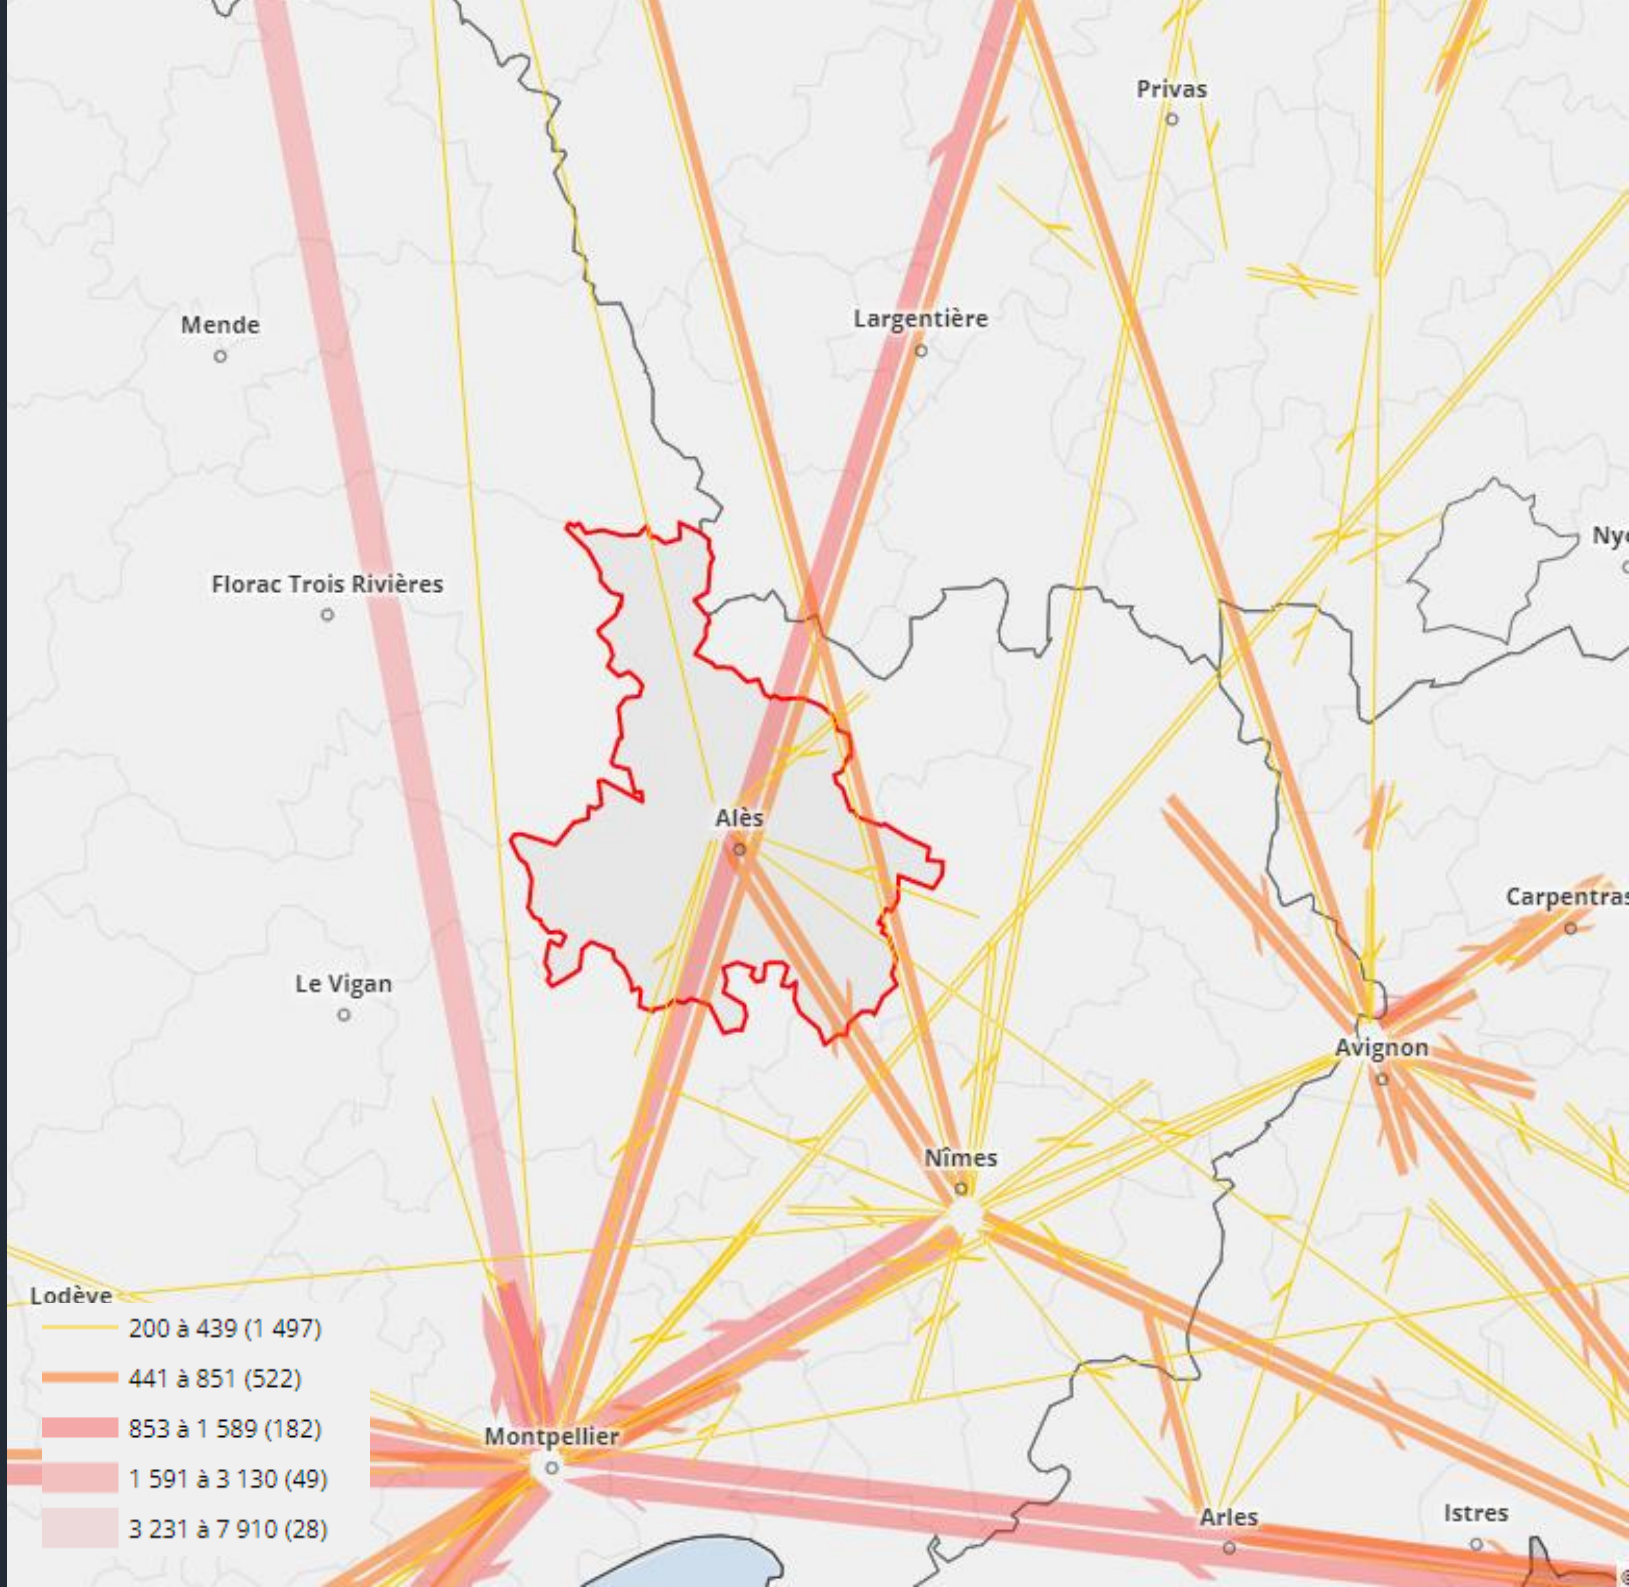 Privas
Mende
Largentière
Florac Trois Rivières
Alès
Carpentras
Le Vigan
Avignon
Nîmes
Lodève
200 à 439 (1 497)
441 à 851 (522)
853 à 1 589 (182)
1 591 à 3 130 (49)
3 231 à 7 910 (28)
Montpellier
Arles
Istres